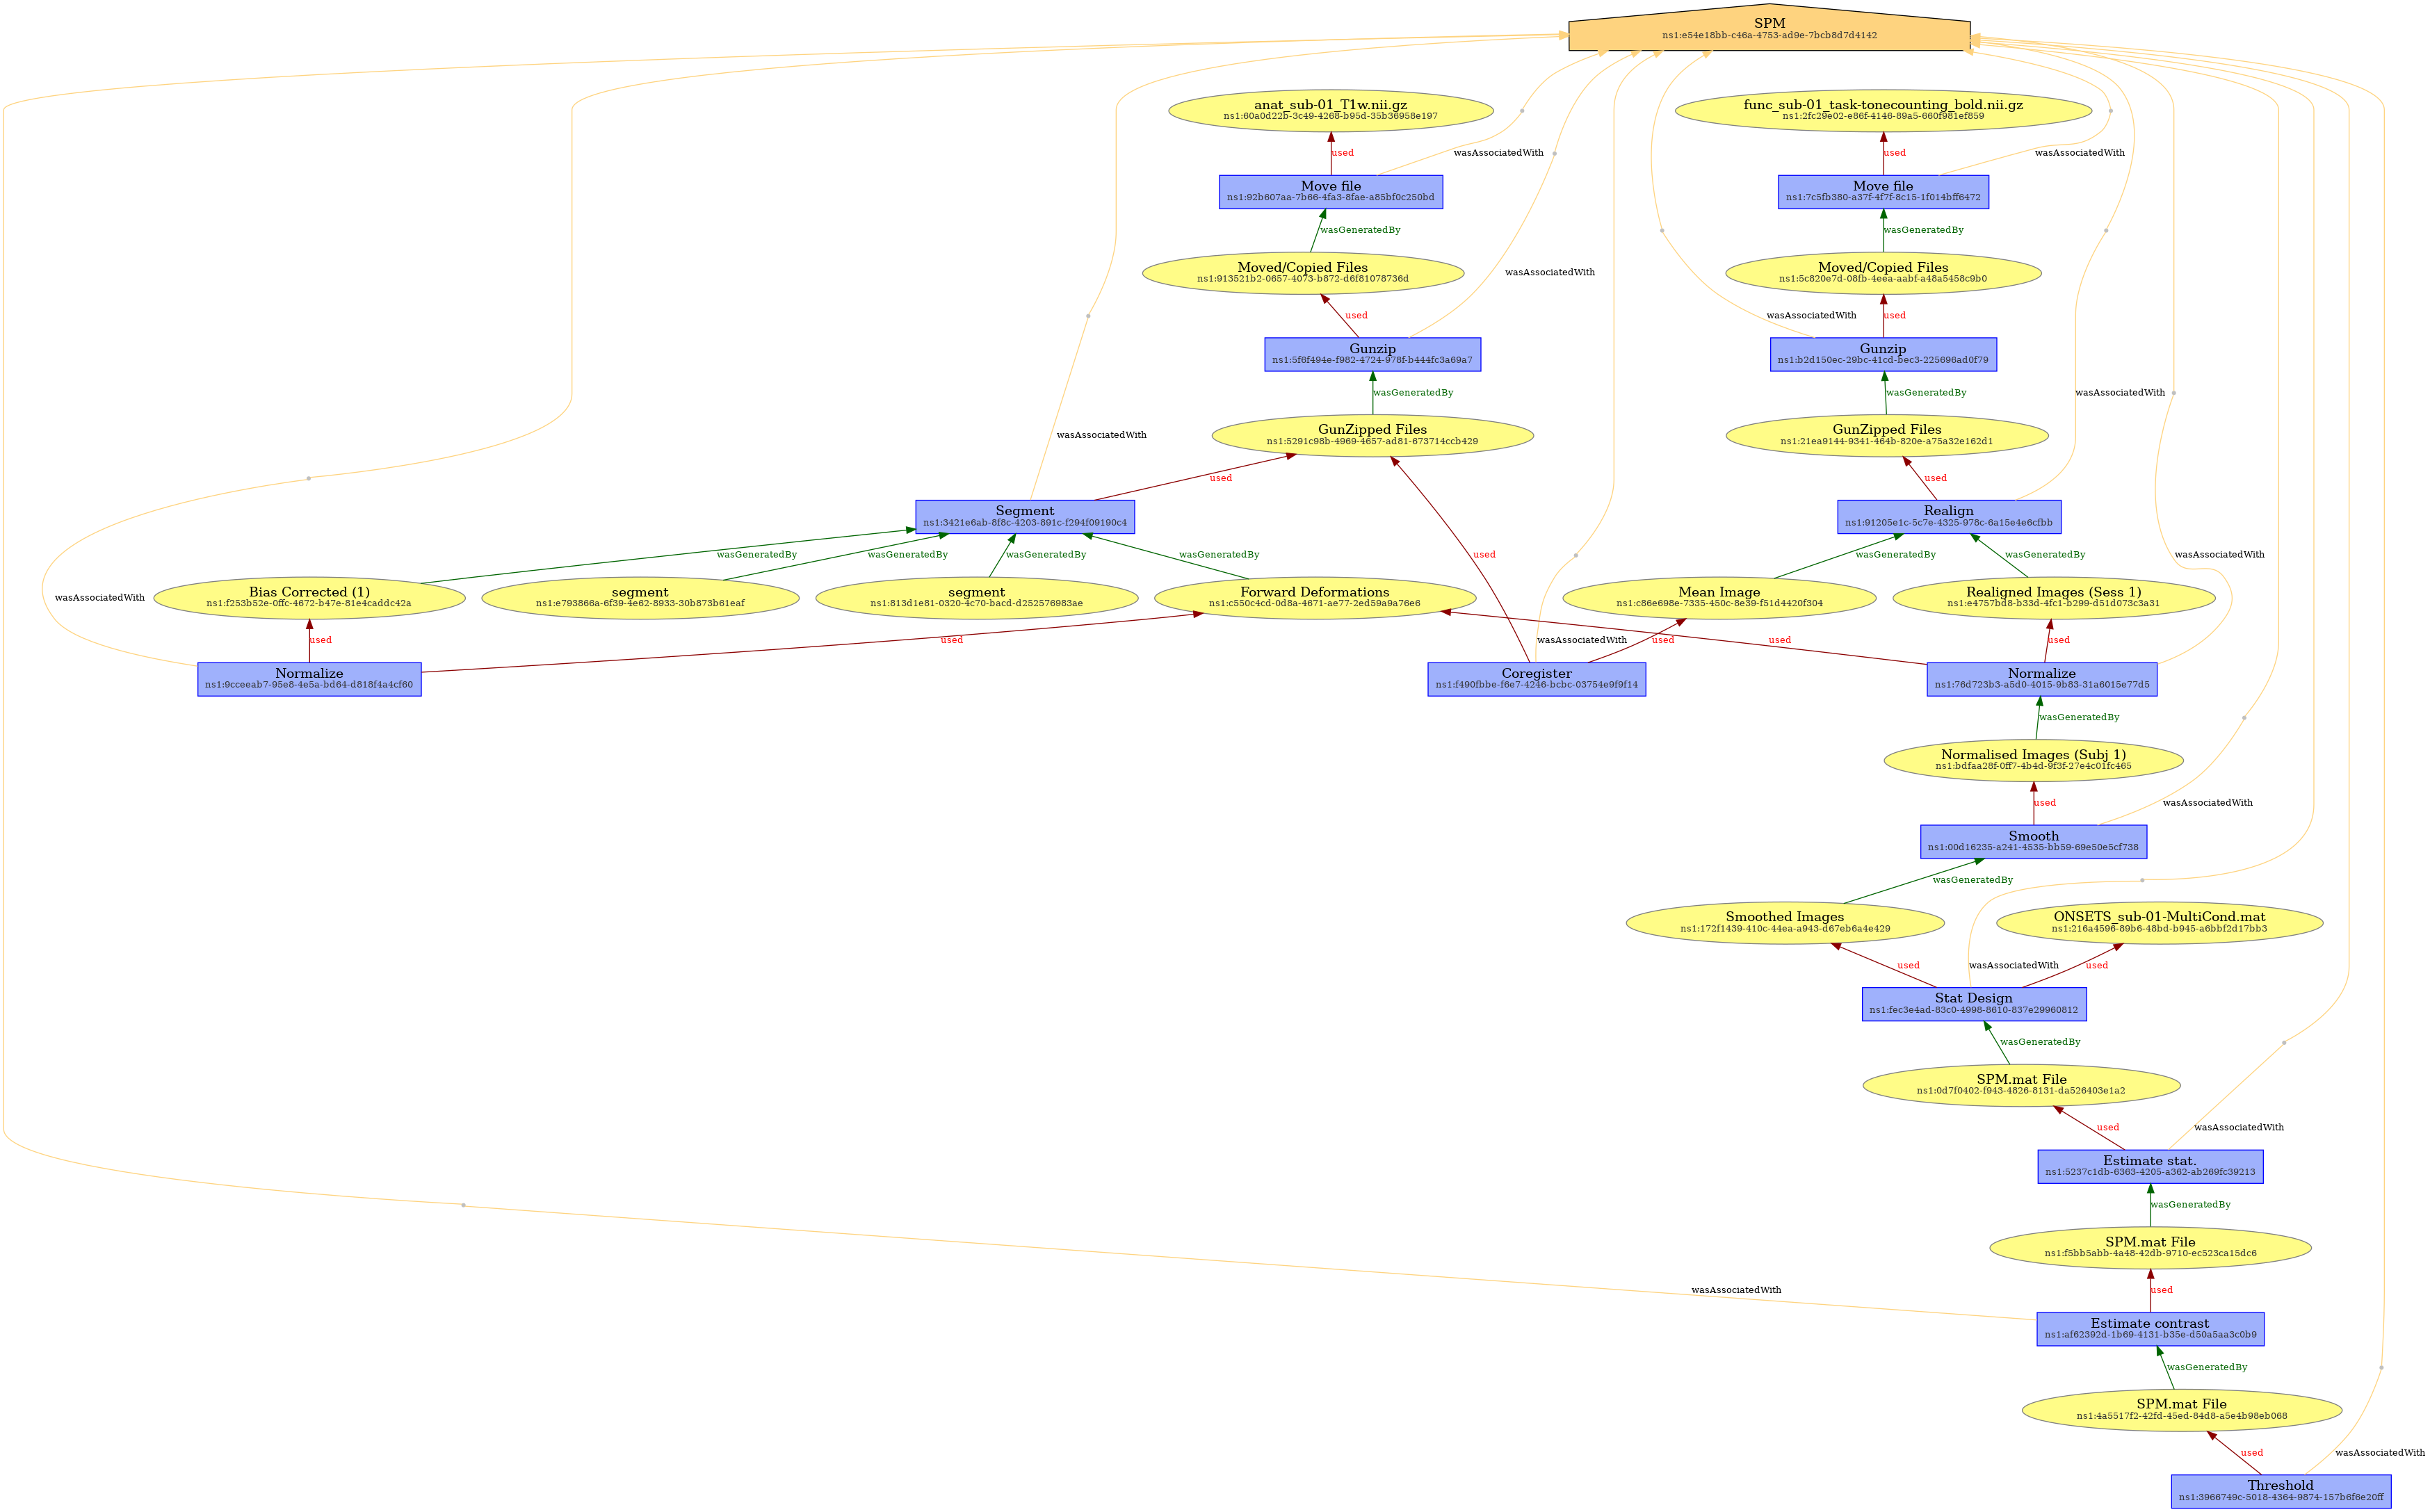 SPM
ns1:e54e18bb-c46a-4753-ad9e-7bcb8d7d4142
anat_sub-01_T1w.nii.gz
ns1:60a0d22b-3c49-4268-b95d-35b36958e197
func_sub-01_task-tonecounting_bold.nii.gz
ns1:2fc29e02-e86f-4146-89a5-660f981ef859
used
wasAssociatedWith
used
wasAssociatedWith
Move file
ns1:92b607aa-7b66-4fa3-8fae-a85bf0c250bd
Move file
ns1:7c5fb380-a37f-4f7f-8c15-1f014bff6472
wasGeneratedBy
wasGeneratedBy
Moved/Copied Files
ns1:913521b2-0657-4073-b872-d6f81078736d
wasAssociatedWith
Moved/Copied Files
ns1:5c820e7d-08fb-4eea-aabf-a48a5458c9b0
used
wasAssociatedWith
used
Gunzip
ns1:5f6f494e-f982-4724-978f-b444fc3a69a7
Gunzip
ns1:b2d150ec-29bc-41cd-bec3-225696ad0f79
wasGeneratedBy
wasGeneratedBy
wasAssociatedWith
wasAssociatedWith
GunZipped Files
ns1:5291c98b-4969-4657-ad81-673714ccb429
GunZipped Files
ns1:21ea9144-9341-464b-820e-a75a32e162d1
used
used
Segment
ns1:3421e6ab-8f8c-4203-891c-f294f09190c4
Realign
ns1:91205e1c-5c7e-4325-978c-6a15e4e6cfbb
wasGeneratedBy
wasGeneratedBy
wasGeneratedBy
wasGeneratedBy
used
wasGeneratedBy
wasGeneratedBy
wasAssociatedWith
wasAssociatedWith
Bias Corrected (1)
ns1:f253b52e-0ffc-4672-b47e-81e4caddc42a
segment
ns1:e793866a-6f39-4e62-8933-30b873b61eaf
segment
ns1:813d1e81-0320-4c70-bacd-d252576983ae
Forward Deformations
ns1:c550c4cd-0d8a-4671-ae77-2ed59a9a76e6
Mean Image
ns1:c86e698e-7335-450c-8e39-f51d4420f304
Realigned Images (Sess 1)
ns1:e4757bd8-b33d-4fc1-b299-d51d073c3a31
used
used
wasAssociatedWith
used
used
used
Normalize
ns1:9cceeab7-95e8-4e5a-bd64-d818f4a4cf60
Coregister
ns1:f490fbbe-f6e7-4246-bcbc-03754e9f9f14
Normalize
ns1:76d723b3-a5d0-4015-9b83-31a6015e77d5
wasGeneratedBy
Normalised Images (Subj 1)
ns1:bdfaa28f-0ff7-4b4d-9f3f-27e4c01fc465
used
wasAssociatedWith
Smooth
ns1:00d16235-a241-4535-bb59-69e50e5cf738
wasGeneratedBy
Smoothed Images
ns1:172f1439-410c-44ea-a943-d67eb6a4e429
ONSETS_sub-01-MultiCond.mat
ns1:216a4596-89b6-48bd-b945-a6bbf2d17bb3
used
wasAssociatedWith
used
Stat Design
ns1:fec3e4ad-83c0-4998-8610-837e29960812
wasGeneratedBy
SPM.mat File
ns1:0d7f0402-f943-4826-8131-da526403e1a2
used
wasAssociatedWith
Estimate stat.
ns1:5237c1db-6363-4205-a362-ab269fc39213
wasGeneratedBy
SPM.mat File
ns1:f5bb5abb-4a48-42db-9710-ec523ca15dc6
wasAssociatedWith
used
Estimate contrast
ns1:af62392d-1b69-4131-b35e-d50a5aa3c0b9
wasGeneratedBy
SPM.mat File
ns1:4a5517f2-42fd-45ed-84d8-a5e4b98eb068
used
wasAssociatedWith
Threshold
ns1:3966749c-5018-4364-9874-157b6f6e20ff